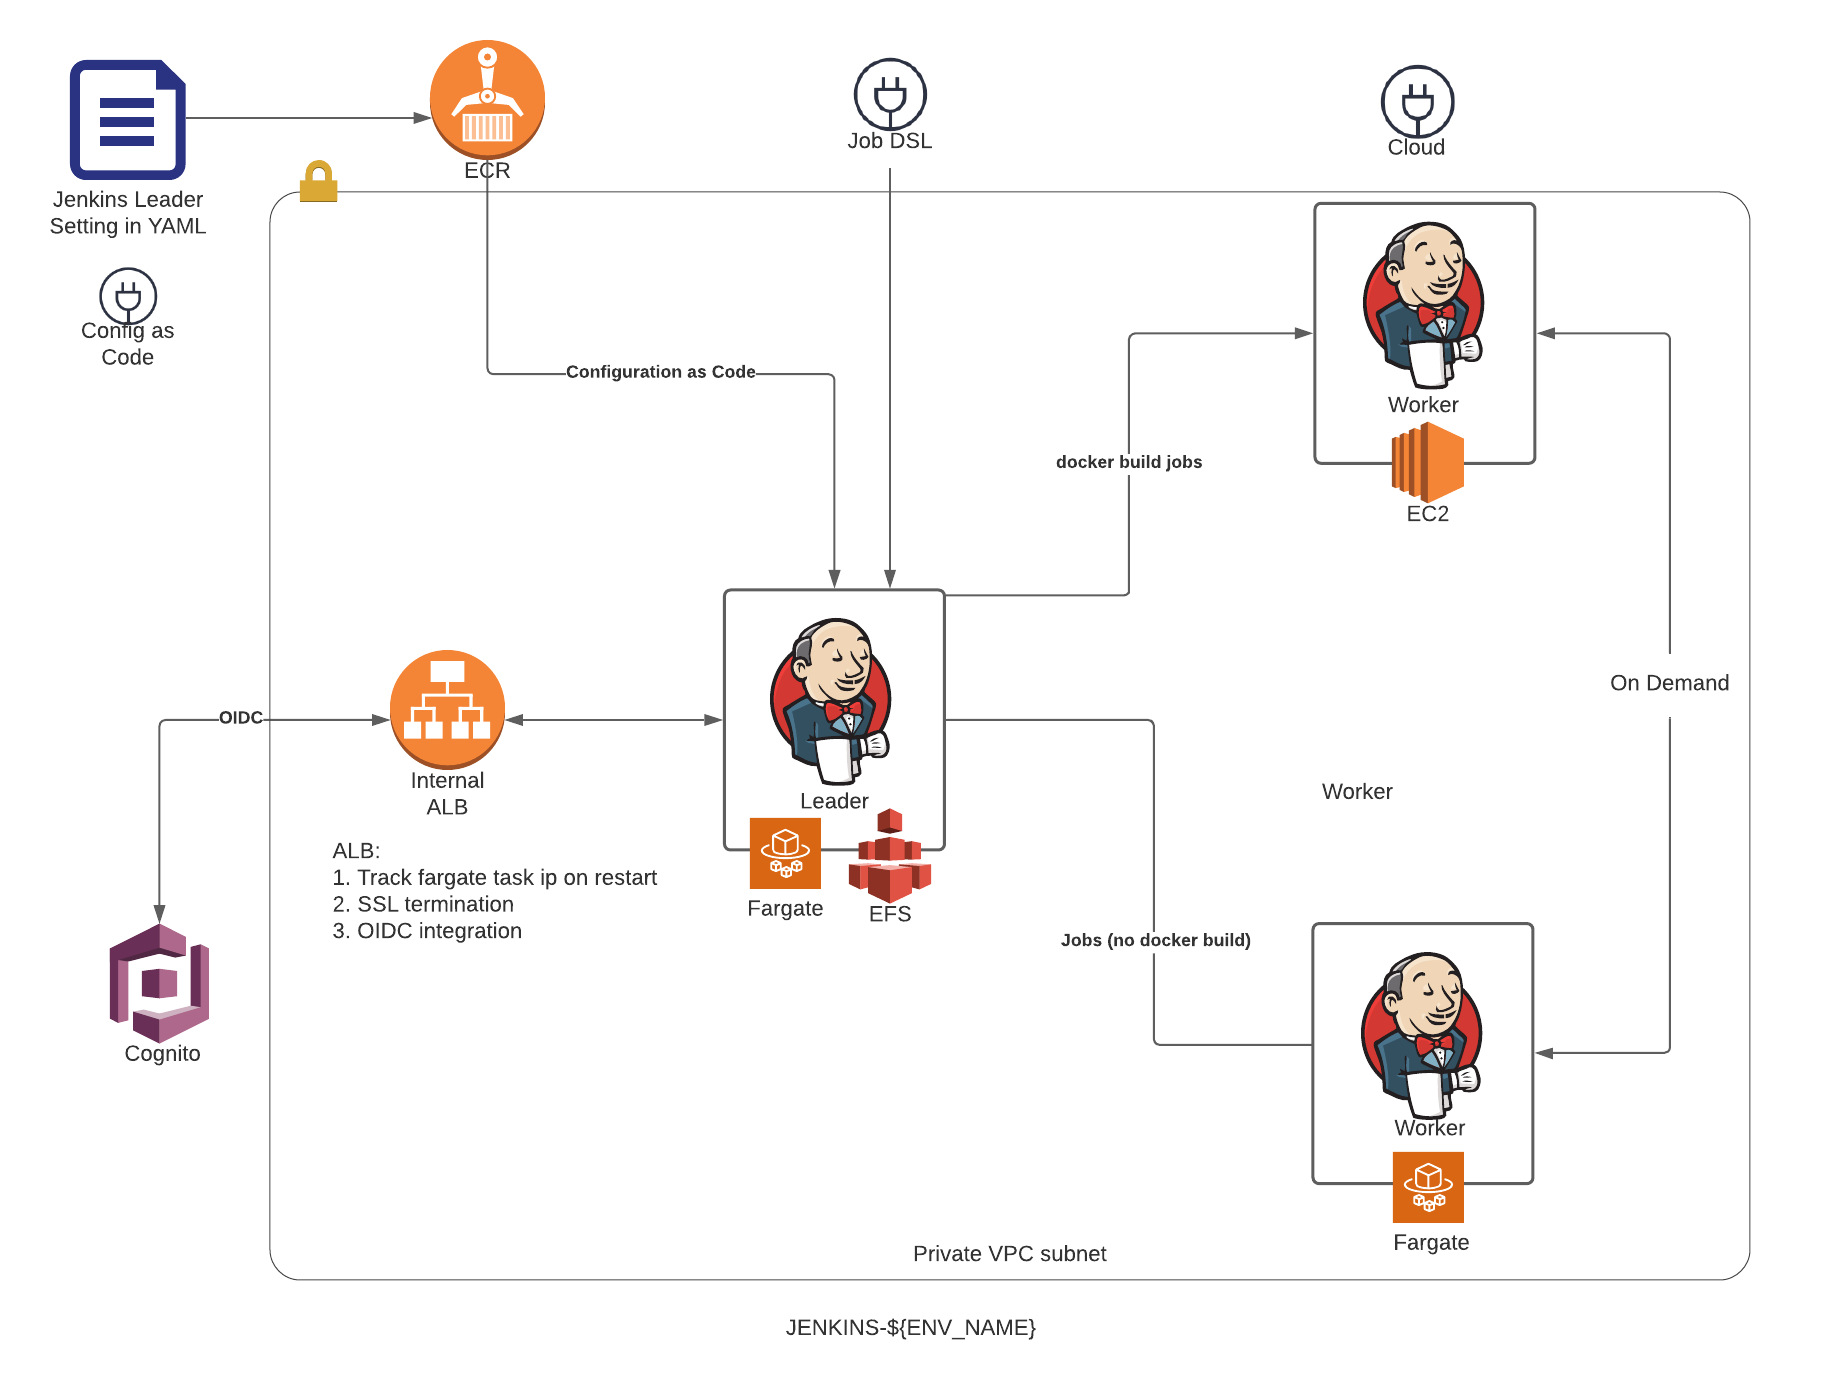 Jenkins Leader
Setting in YAML
Config as
Code
ECR
Job DSL
Cloud
Configuration as Code
docker build jobs
Worker
EC2
On Demand
OIDC
Internal
ALB
ALB:
1. Track fargate task ip on restart
2. SSL termination
3. OIDC integration
Leader
Fargate
EFS
Worker
Jobs (no docker build)
Cognito
Worker
Fargate
Private VPC subnet
JENKINS-${ENV_NAME}